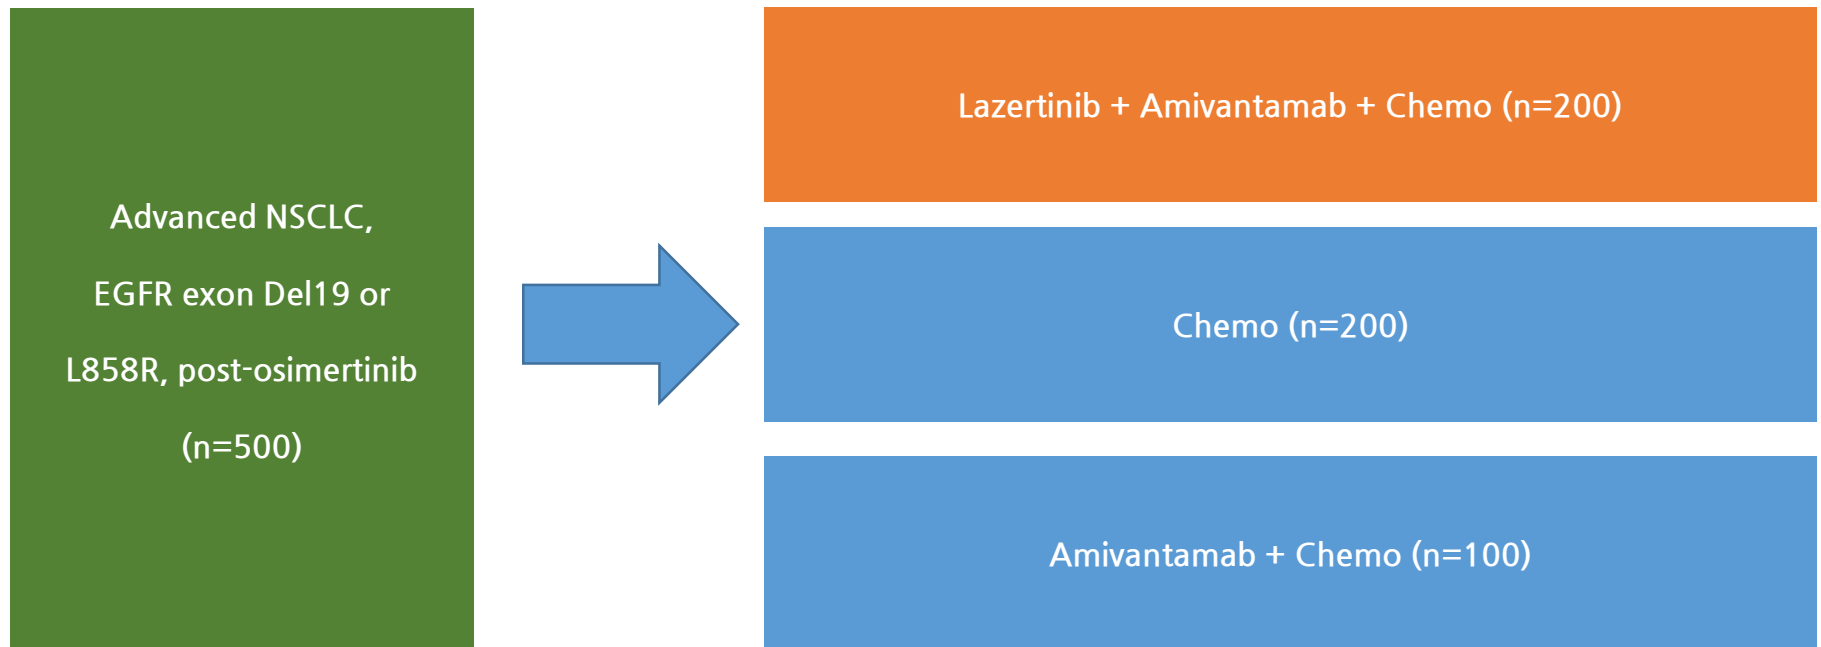 Advanced NSCLC,
EGFR exon Del19 or
L858R, post-osimertinib
(n=500)
Lazertinib + Amivantamab + Chemo (n=200)
Chemo (n=200)
Amivantamab + Chemo (n=100)